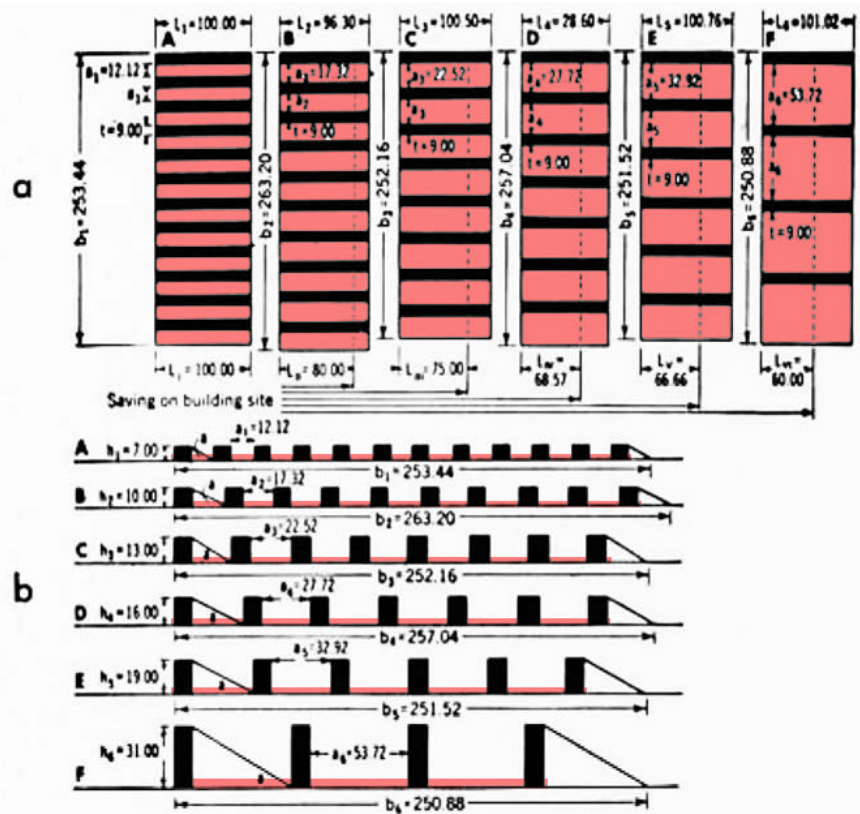 a
L₁=100.00 L₂=96.30 L₃=100.50 L₄=28.60 L₅=100.76 L₆=101.02
A B C D E F
a₁=12.12 a₂=17.32 a₃=22.52 a₄=27.72 a₅=32.92 a₆=53.72
a₁ a₂ a₃ a₄ a₅ a₆
t=9.00 t=9.00 t=9.00 t=9.00 t=9.00 t=9.00
b₁=253.44 b₂=263.20 b₃=252.16 b₄=257.04 b₅=251.52 b₆=250.88
L₁=100.00 L₁₁=80.00 L₁₁₁=75.00 L_IV= 68.57 L_V= 66.66 L_VI= 60.00
Saving on building site
b
A h₁=7.00 a a₁=12.12
b₁=253.44
B h₂=10.00 a a₂=17.32
b₂=263.20
C h₃=13.00 a a₃=22.52
b₃=252.16
D h₄=16.00 a a₄=27.72
b₄=257.04
E h₅=19.00 a a₅=32.92
b₅=251.52
F h₆=31.00 a a₆=53.72
b₆=250.88